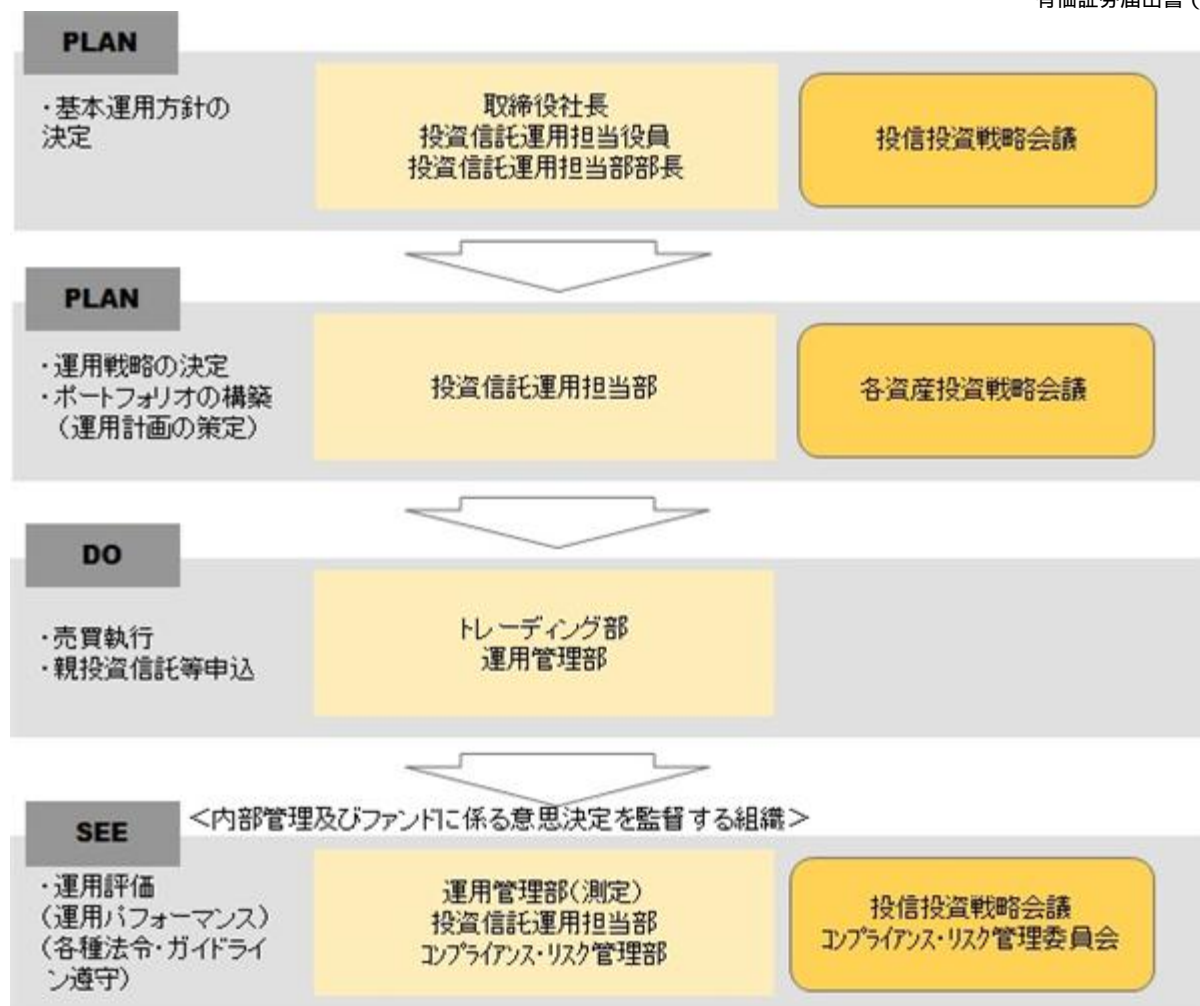 有価証券届出書（
PLAN
・基本運用方針の
決定
取締役社長
投資信託運用担当役員
投資信託運用担当部部長
投信投資戦略会議
PLAN
・運用戦略の決定
・ポートフォリオの構築
（運用計画の策定）
投資信託運用担当部
各資産投資戦略会議
DO
・売買執行
・親投資信託等申込
トレーディング部
運用管理部
SEE
＜内部管理及びファンドに係る意思決定を監督する組織＞
・運用評価
（運用パフォーマンス）
（各種法令・ガイドライ
ン遵守）
運用管理部（測定）
投資信託運用担当部
コンプライアンス・リスク管理部
投信投資戦略会議
コンプライアンス・リスク管理委員会